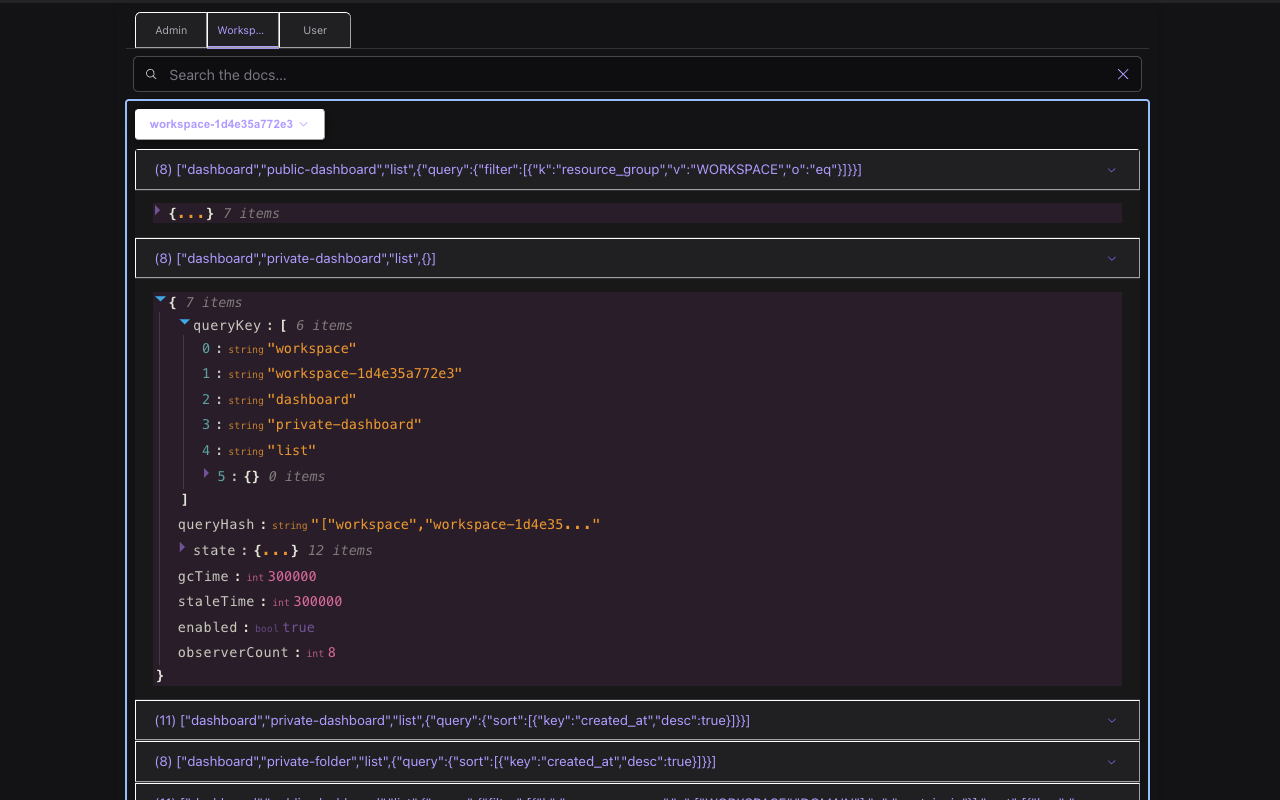 Admin
Worksp...
User
Search the docs...
workspace-1d4e35a772e3
(8) ["dashboard","public-dashboard","list",{"query":{"filter":[{"k":"resource_group","v":"WORKSPACE","o":"eq"}]}}]
{...} 7 items
(8) ["dashboard","private-dashboard","list",{}]
{ 7 items
queryKey : [ 6 items
0 : string "workspace"
1 : string "workspace-1d4e35a772e3"
2 : string "dashboard"
3 : string "private-dashboard"
4 : string "list"
5 : {} 0 items
]
queryHash : string "["workspace","workspace-1d4e35..."
state : {...} 12 items
gcTime : int 300000
staleTime : int 300000
enabled : bool true
observerCount : int 8
}
(11) ["dashboard","private-dashboard","list",{"query":{"sort":[{"key":"created_at","desc":true}]}}]
(8) ["dashboard","private-folder","list",{"query":{"sort":[{"key":"created_at","desc":true}]}}]